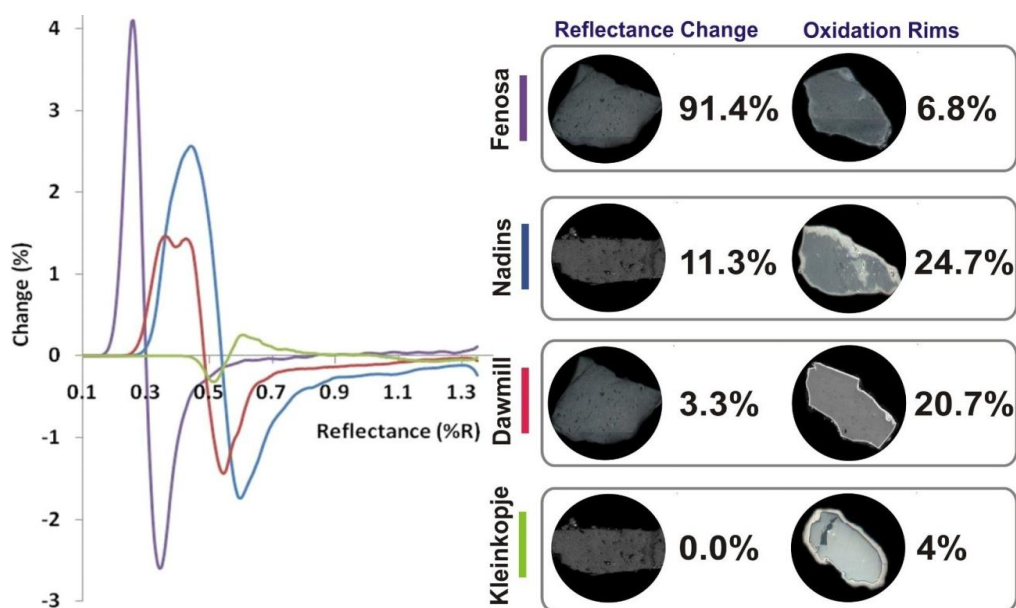 4
3
2
1
0
-1
-2
-3
Change (%)
0.1 0.3 0.5 0.7 0.9 1.1 1.3
Reflectance (%R)
Reflectance Change Oxidation Rims
Fenosa
91.4% 6.8%
Nadins
11.3% 24.7%
Dawmill
3.3% 20.7%
Kleinkopje
0.0% 4%